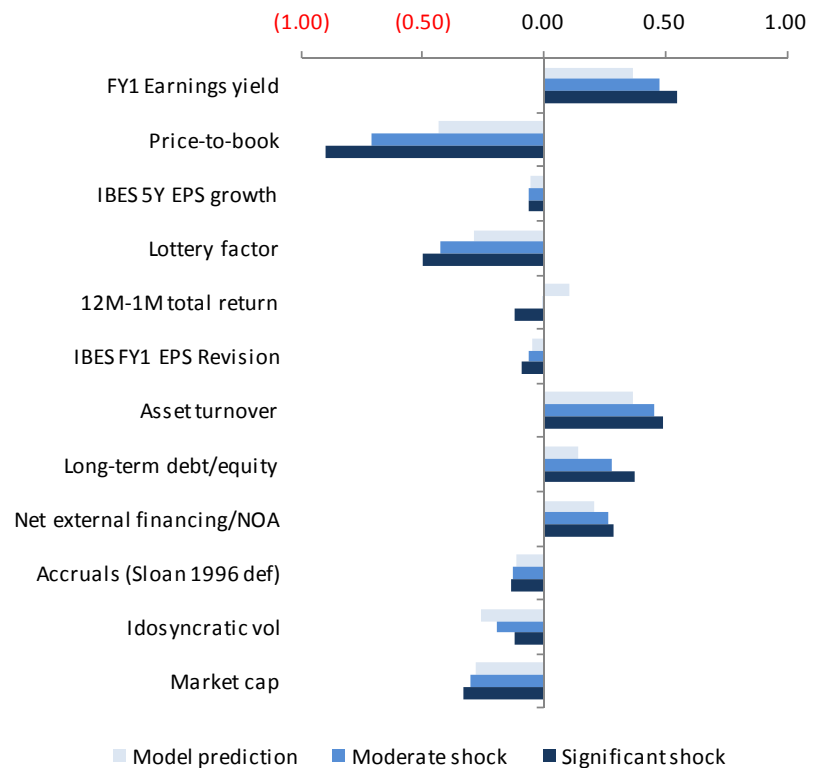 (1.00) (0.50) 0.00 0.50 1.00
FY1 Earnings yield
Price-to-book
IBES 5Y EPS growth
Lottery factor
12M-1M total return
IBES FY1 EPS Revision
Asset turnover
Long-term debt/equity
Net external financing/NOA
Accruals (Sloan 1996 def)
Idosyncratic vol
Market cap
Model prediction Moderate shock Significant shock